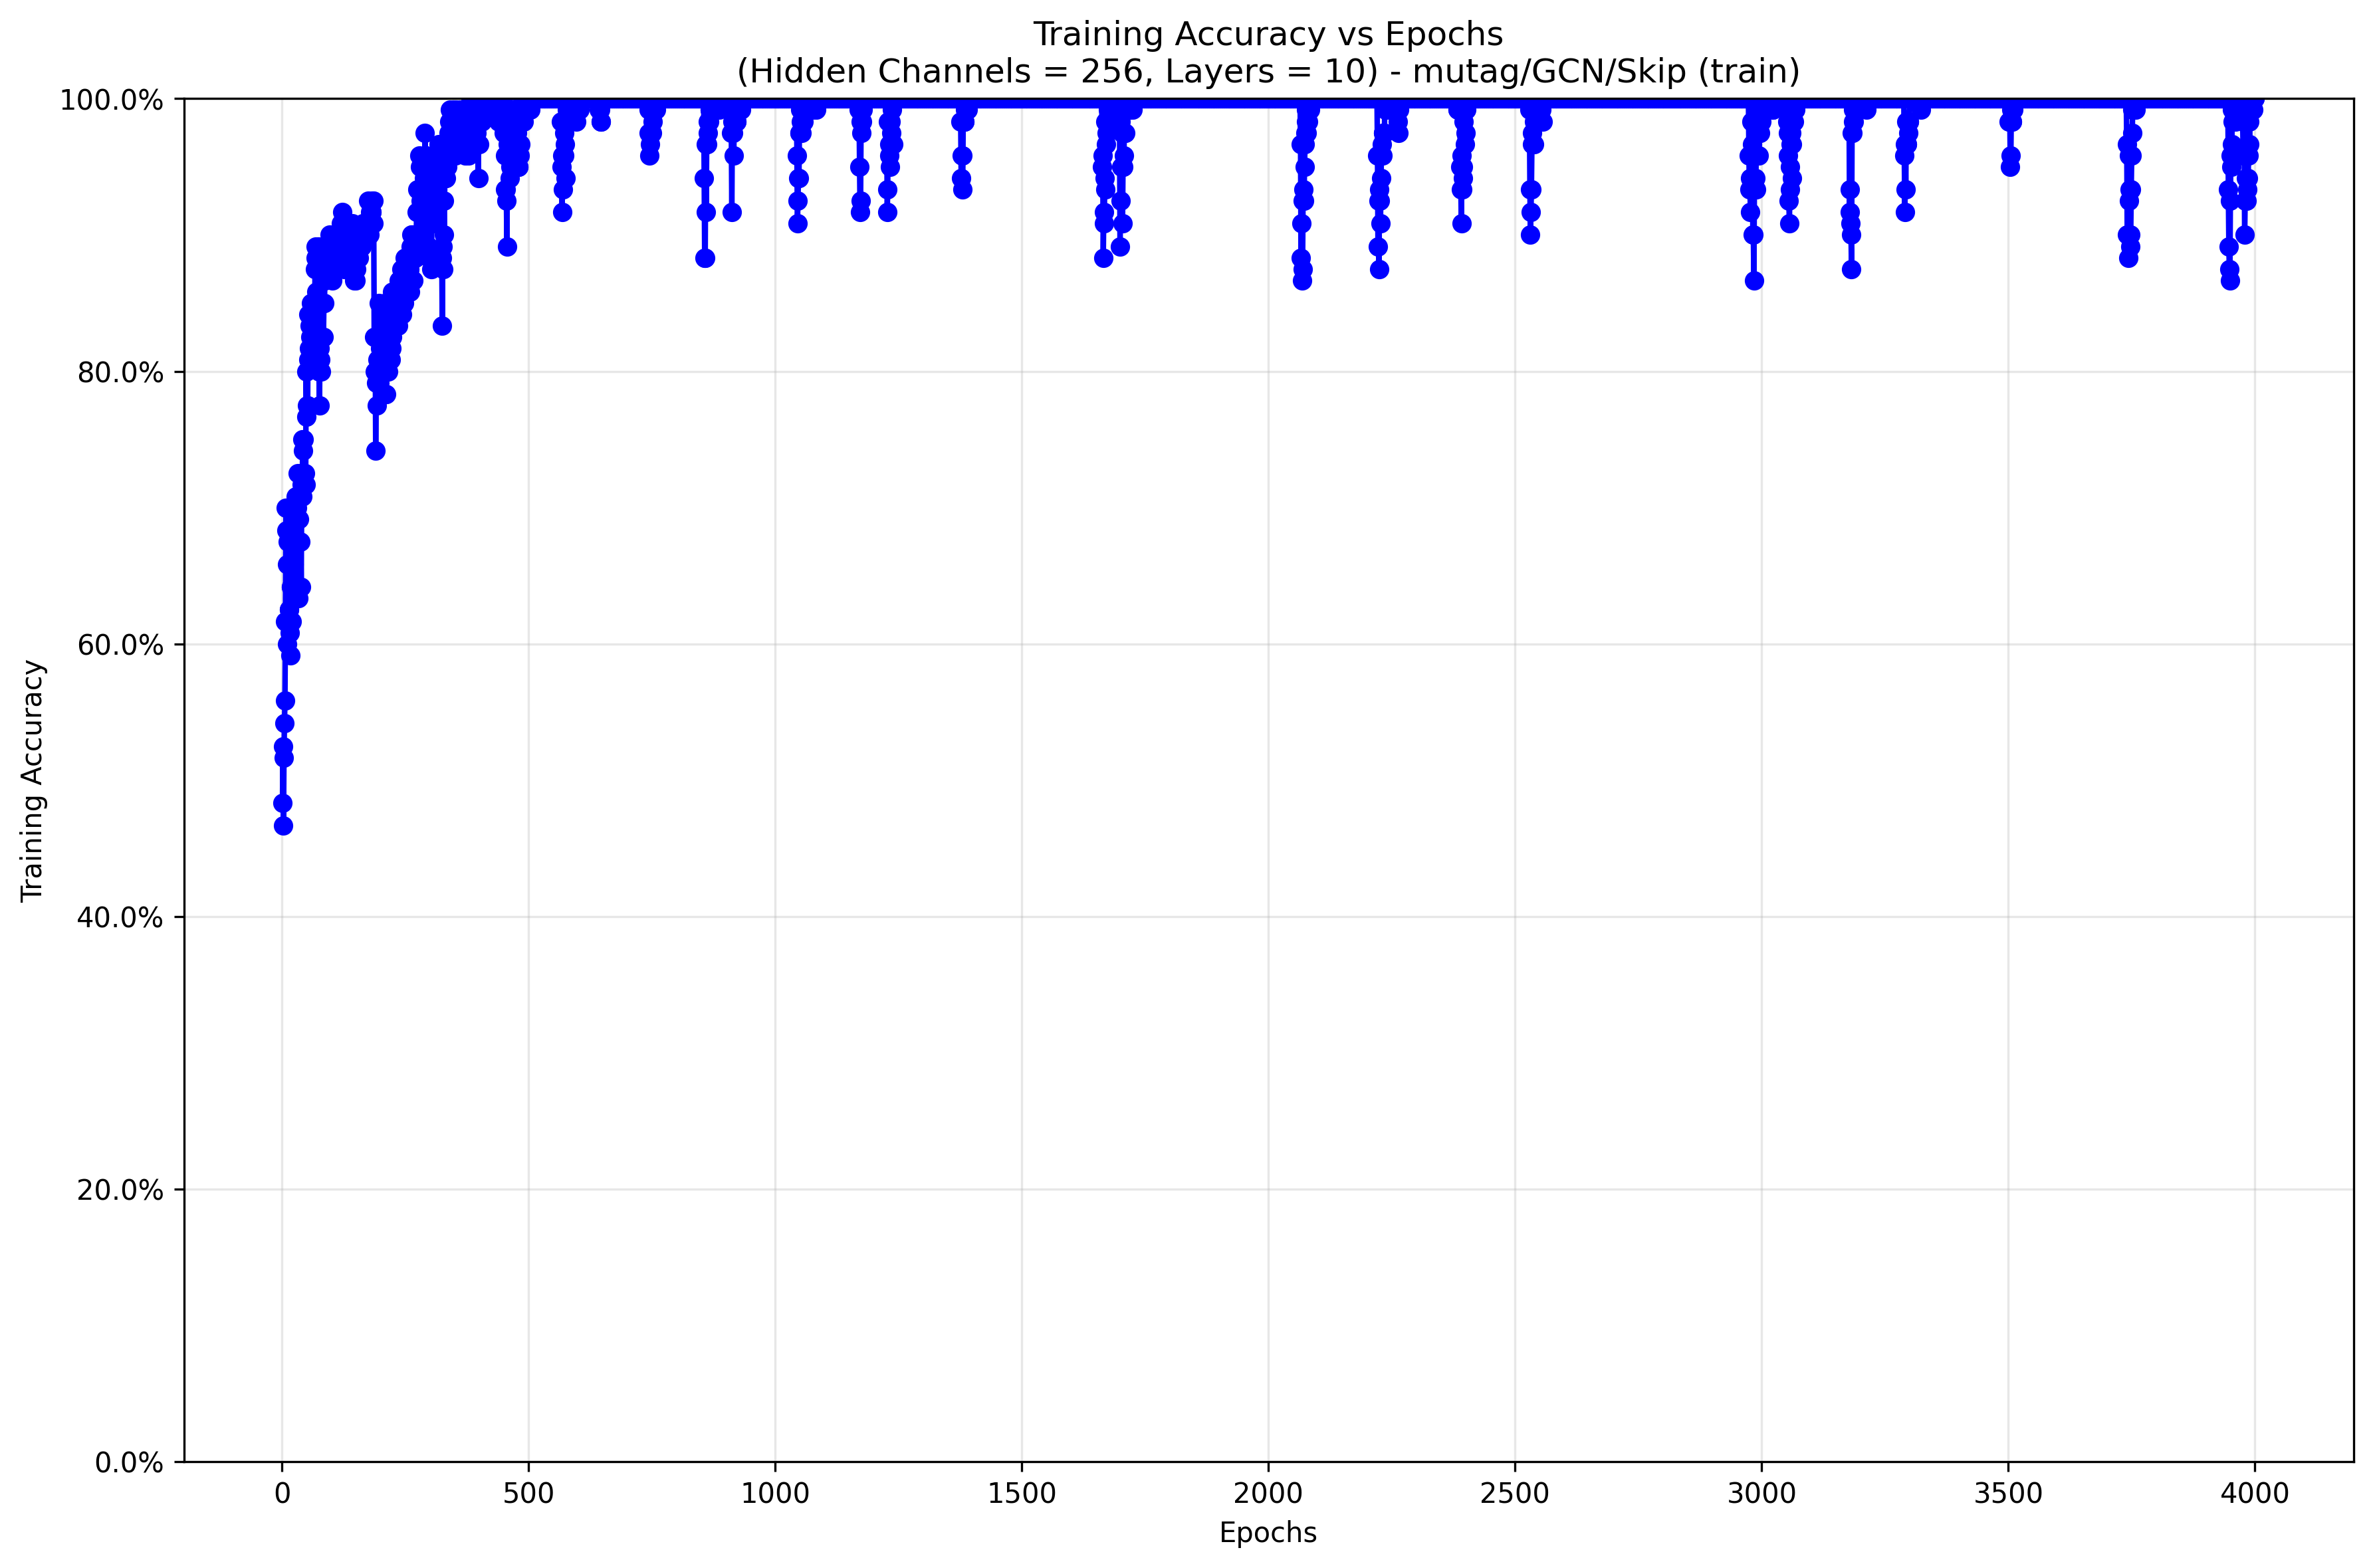 Training Accuracy vs Epochs
(Hidden Channels = 256, Layers = 10) - mutag/GCN/Skip (train)
Training Accuracy
100.0%
80.0%
60.0%
40.0%
20.0%
0.0%
0 500 1000 1500 2000 2500 3000 3500 4000
Epochs